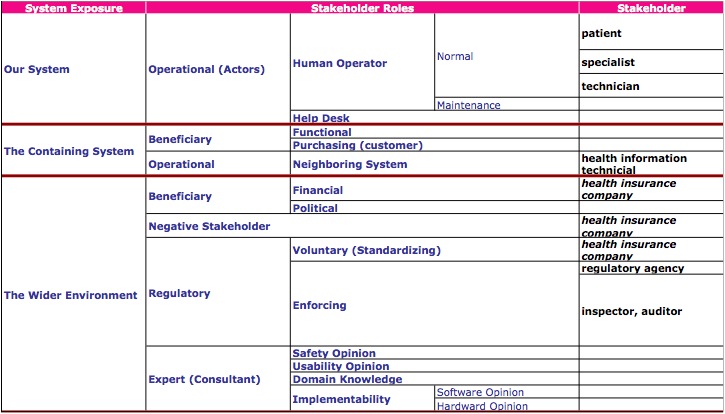 System Exposure Stakeholder Roles Stakeholder
Our System
Operational (Actors)
Human Operator
Normal
patient
specialist
technician
Maintenance
Help Desk
The Containing System
Beneficiary
Functional
Purchasing (customer)
Operational
Neighboring System
health information
technicial
The Wider Environment
Beneficiary
Financial
health insurance
company
Political
Negative Stakeholder
health insurance
company
Regulatory
Voluntary (Standardizing)
health insurance
company
Enforcing
regulatory agency
inspector, auditor
Expert (Consultant)
Safety Opinion
Usability Opinion
Domain Knowledge
Implementability
Software Opinion
Hardward Opinion